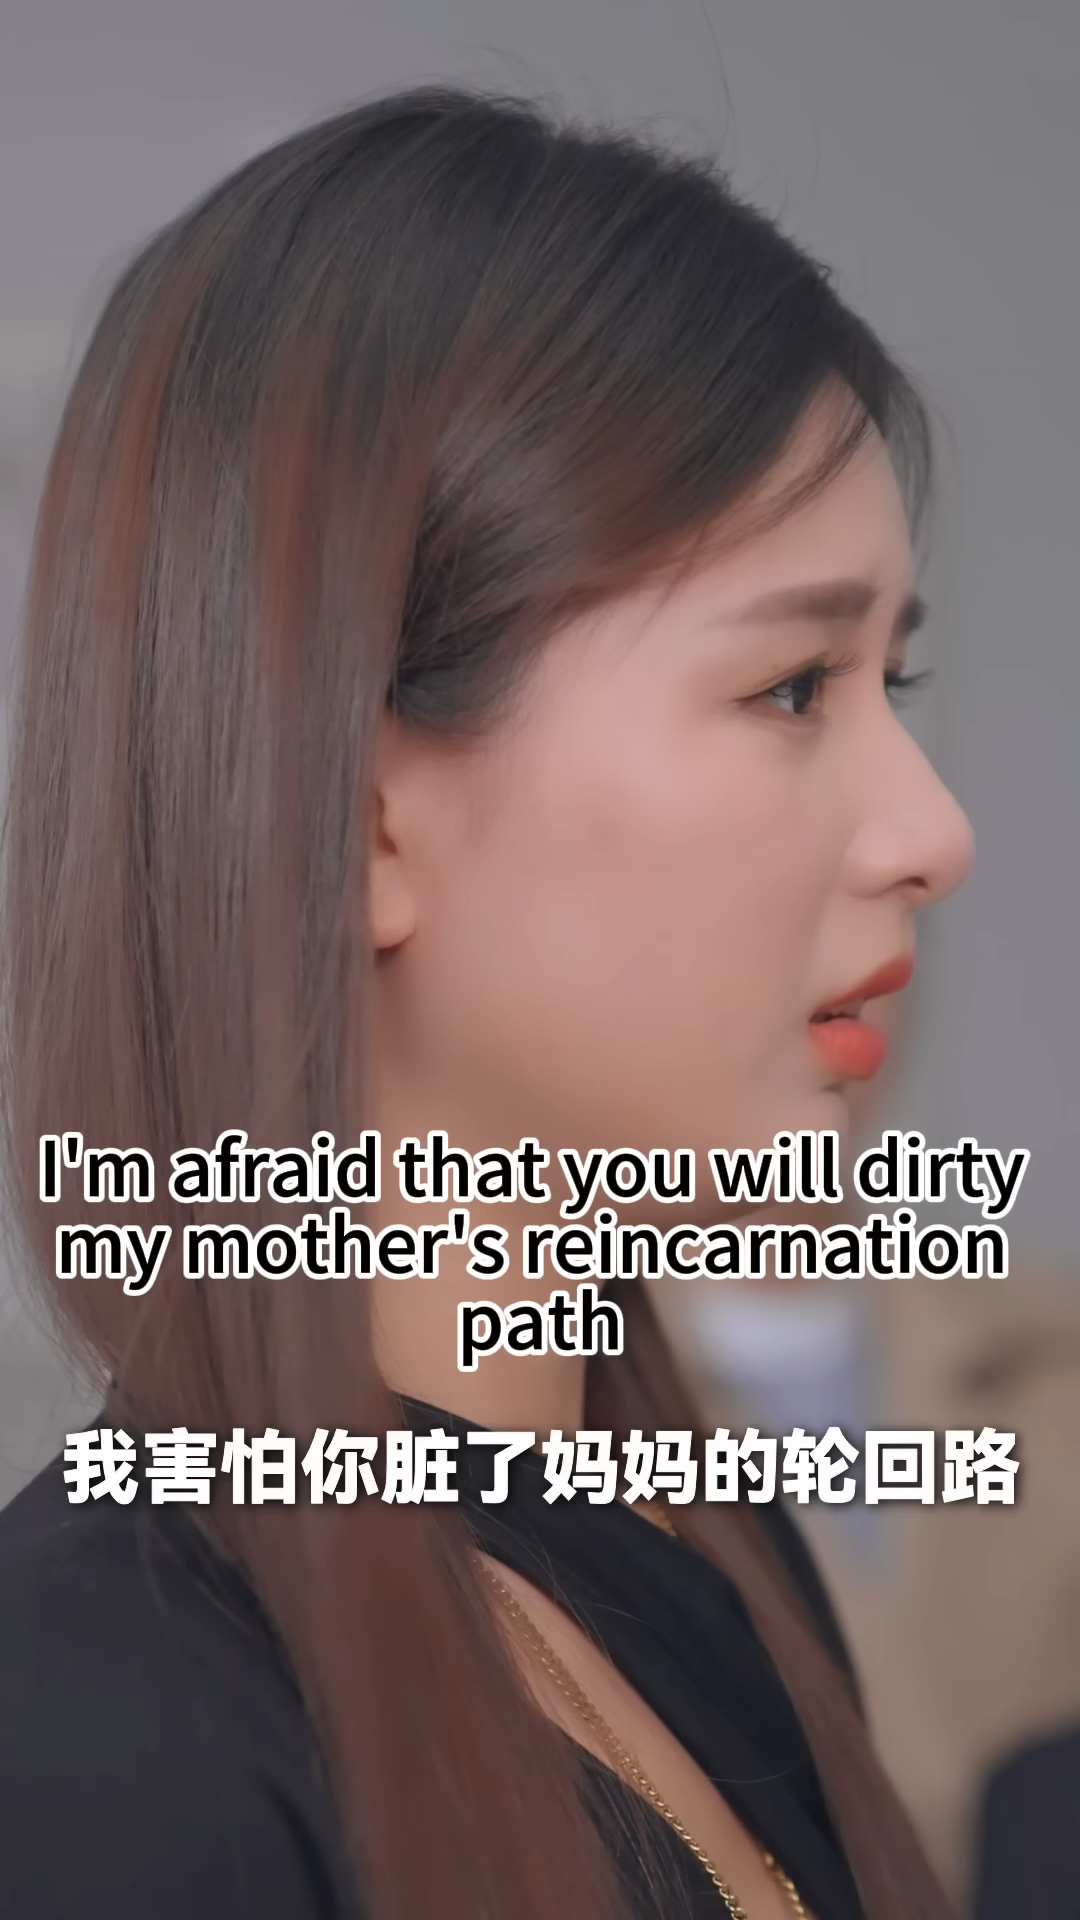 I'm afraid that you will dirty
my mother's reincarnation
path
我害怕你脏了妈妈的轮回路